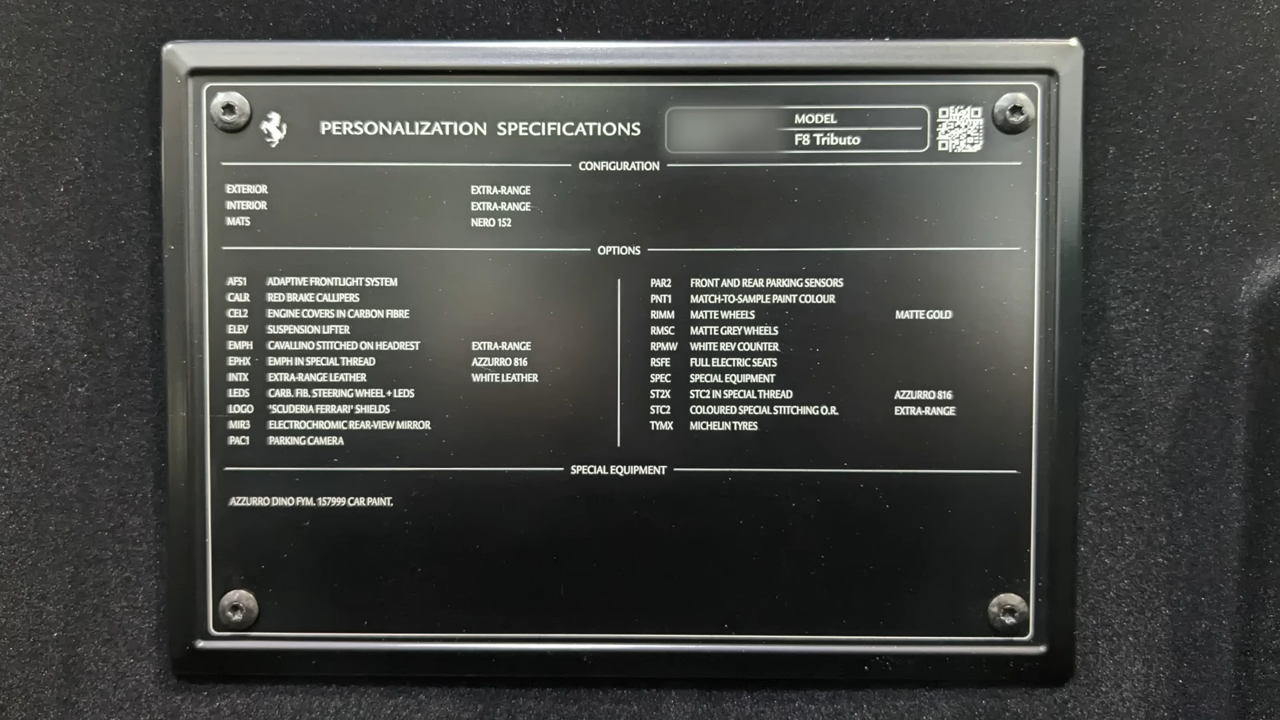 PERSONALIZATION SPECIFICATIONS
MODEL
F8 Tributo
CONFIGURATION
EXTERIOR EXTRA-RANGE
INTERIOR EXTRA-RANGE
MATS NERO 152
OPTIONS
AFS1 ADAPTIVE FRONTLIGHT SYSTEM
CALR RED BRAKE CALLIPERS
CEL2 ENGINE COVERS IN CARBON FIBRE
ELEV SUSPENSION LIFTER
EMPH CAVALLINO STITCHED ON HEADREST EXTRA-RANGE
EPHX EMPH IN SPECIAL THREAD AZZURRO 816
INTX EXTRA-RANGE LEATHER WHITE LEATHER
LEDS CARB. FIB. STEERING WHEEL + LEDS
LOGO 'SCUDERIA FERRARI' SHIELDS
MIR3 ELECTROCHROMIC REAR-VIEW MIRROR
PAC1 PARKING CAMERA
PAR2 FRONT AND REAR PARKING SENSORS
PNT1 MATCH-TO-SAMPLE PAINT COLOUR
RIMM MATTE WHEELS MATTE GOLD
RMSC MATTE GREY WHEELS
RPMW WHITE REV COUNTER
RSFE FULL ELECTRIC SEATS
SPEC SPECIAL EQUIPMENT
ST2X STC2 IN SPECIAL THREAD AZZURRO 816
STC2 COLOURED SPECIAL STITCHING O.R. EXTRA-RANGE
TYMX MICHELIN TYRES
SPECIAL EQUIPMENT
AZZURRO DINO FYM. 157999 CAR PAINT.